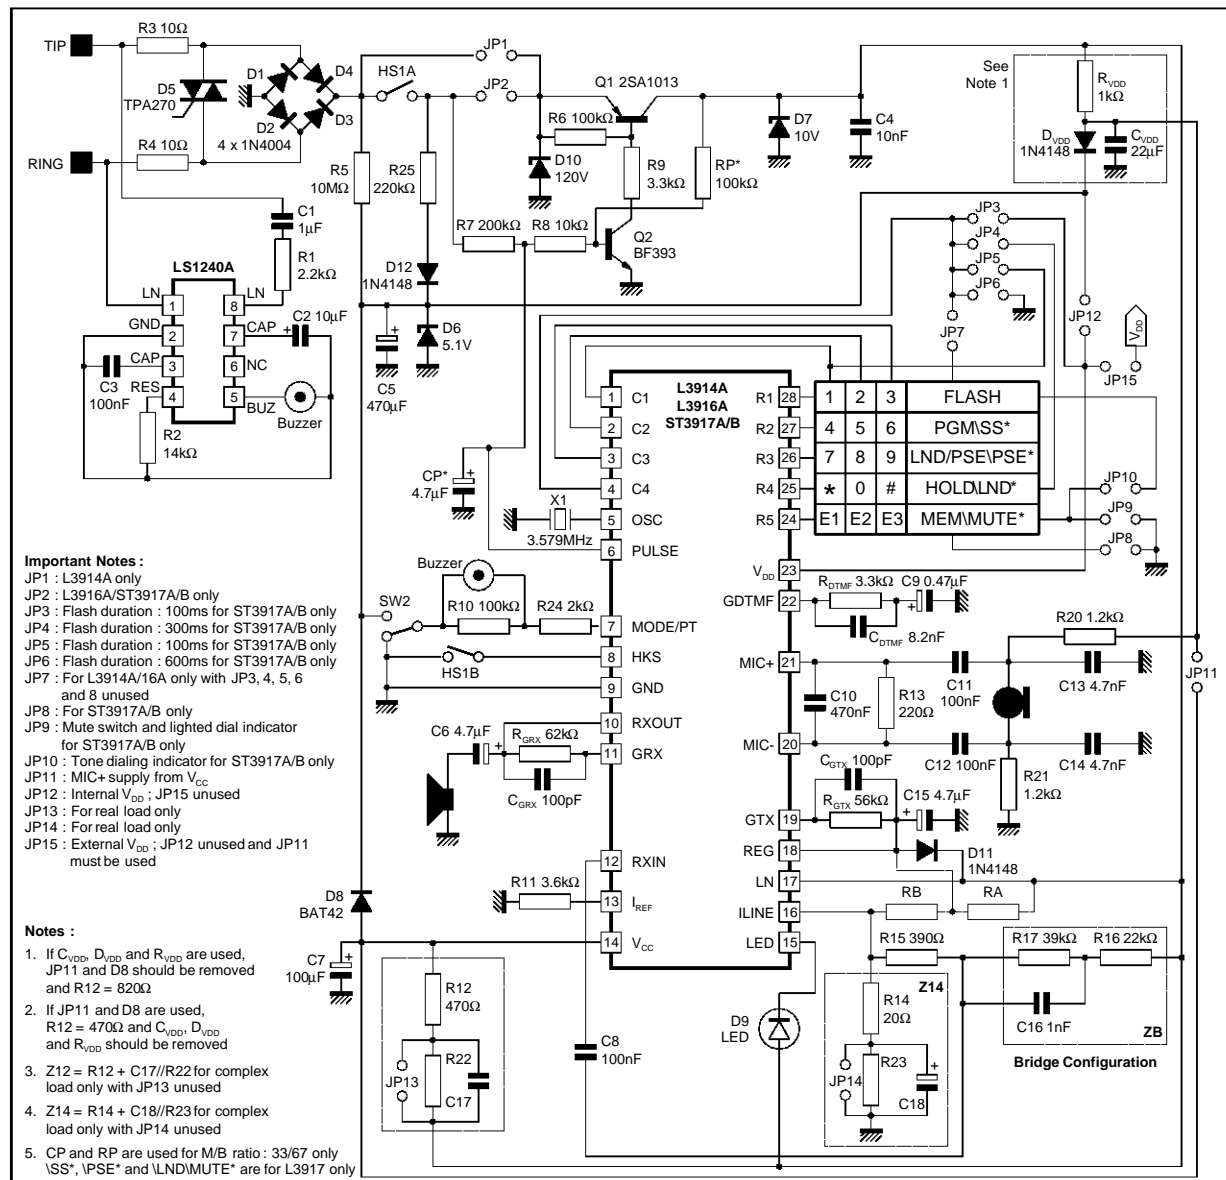 TIP
R3 10Ω
D5
TPA270
D1
D4
D2
D3
4 x 1N4004
RING
R4 10Ω
HS1A
JP1
JP2
Q1 2SA1013
R6 100kΩ
D10
120V
R9
3.3kΩ
RP*
100kΩ
D7
10V
C4
10nF
See
Note 1
RVDD
1kΩ
DVDD
1N4148
CVDD
22μF
R5
10MΩ
R25
220kΩ
R7 200kΩ
R8 10kΩ
Q2
BF393
D12
1N4148
D6
5.1V
C5
470μF
C1
1μF
R1
2.2kΩ
LS1240A
LN
1
8
LN
GND
2
7
CAP
C2 10μF
+
CAP
3
6
NC
C3
100nF
RES
4
5
BUZ
Buzzer
R2
14kΩ
JP3
JP4
JP5
JP6
JP7
JP12
VDD
JP15
CP*
4.7μF
+
X1
3.579MHz
L3914A
L3916A
ST3917A/B
1 C1
2 C2
3 C3
4 C4
5 OSC
6 PULSE
7 MODE/PT
8 HKS
9 GND
10 RXOUT
11 GRX
12 RXIN
13 IREF
14 VCC
R1 28
R2 27
R3 26
R4 25
R5 24
VDD 23
GDTMF 22
MIC+ 21
MIC- 20
GTX 19
REG 18
LN 17
ILINE 16
LED 15
1 2 3 FLASH
4 5 6 PGM\SS*
7 8 9 LND/PSE\PSE*
* 0 # HOLD\LND*
E1 E2 E3 MEM\MUTE*
JP10
JP9
JP8
Buzzer
SW2
R10 100kΩ
R24 2kΩ
HS1B
C6 4.7μF
+
RGRX 62kΩ
CGRX 100pF
RDTMF 3.3kΩ
C9 0.47μF
+
CDTMF 8.2nF
R20 1.2kΩ
JP11
C10
470nF
R13
220Ω
C11
100nF
C13 4.7nF
C12 100nF
C14 4.7nF
R21
1.2kΩ
CGTX 100pF
RGTX 56kΩ
C15 4.7μF
+
D11
1N4148
RB
RA
R11 3.6kΩ
D8
BAT42
C7
100μF
+
R12
470Ω
R22
JP13
C17
C8
100nF
D9
LED
R15 390Ω
Z14
R14
20Ω
R23
JP14
C18
+
R17 39kΩ
R16 22kΩ
C16 1nF
ZB
Bridge Configuration
Important Notes :
JP1 : L3914A only
JP2 : L3916A/ST3917A/B only
JP3 : Flash duration : 100ms for ST3917A/B only
JP4 : Flash duration : 300ms for ST3917A/B only
JP5 : Flash duration : 100ms for ST3917A/B only
JP6 : Flash duration : 600ms for ST3917A/B only
JP7 : For L3914A/16A only with JP3, 4, 5, 6
and 8 unused
JP8 : For ST3917A/B only
JP9 : Mute switch and lighted dial indicator
for ST3917A/B only
JP10 : Tone dialing indicator for ST3917A/B only
JP11 : MIC+ supply from VCC
JP12 : Internal VDD ; JP15 unused
JP13 : For real load only
JP14 : For real load only
JP15 : External VDD ; JP12 unused and JP11
must be used
Notes :
1. If CVDD, DVDD and RVDD are used,
JP11 and D8 should be removed
and R12 = 820Ω
2. If JP11 and D8 are used,
R12 = 470Ω and CVDD, DVDD
and RVDD should be removed
3. Z12 = R12 + C17//R22 for complex
load only with JP13 unused
4. Z14 = R14 + C18//R23 for complex
load only with JP14 unused
5. CP and RP are used for M/B ratio : 33/67 only
\SS*, \PSE* and \LND\MUTE* are for L3917 only